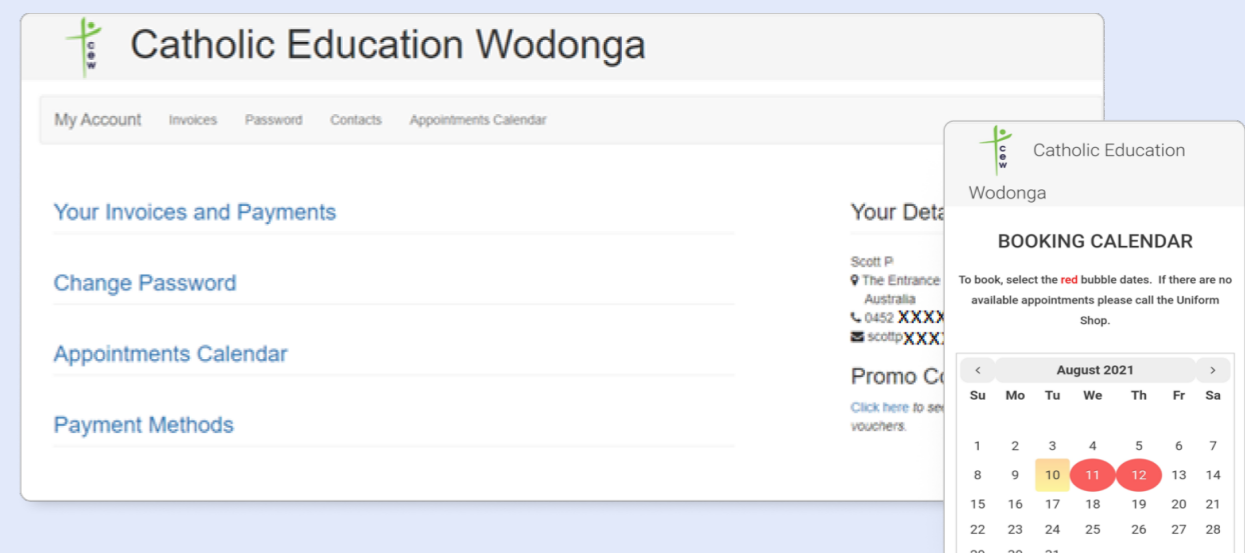 cew
Catholic Education Wodonga
My Account Invoices Password Contacts Appointments Calendar
Your Invoices and Payments
Change Password
Appointments Calendar
Payment Methods
Your Deta
Scott P
The Entrance
Australia
0452 XXXX
scottpXXX
Promo Co
Click here to see
vouchers.
cew
Catholic Education
Wodonga
BOOKING CALENDAR
To book, select the red bubble dates. If there are no
available appointments please call the Uniform
Shop.
< August 2021 >
Su Mo Tu We Th Fr Sa
1 2 3 4 5 6 7
8 9 10 11 12 13 14
15 16 17 18 19 20 21
22 23 24 25 26 27 28
29 30 31